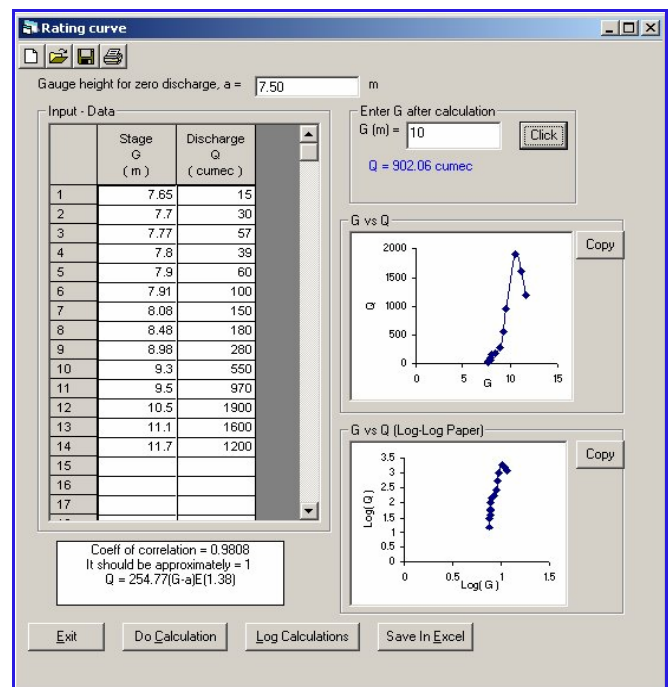 Rating curve
Gauge height for zero discharge, a = 7.50 m
Input - Data
Stage G ( m ) Discharge Q ( cumec )
1 7.65 15
2 7.7 30
3 7.77 57
4 7.8 39
5 7.9 60
6 7.91 100
7 8.08 150
8 8.48 180
9 8.98 280
10 9.3 550
11 9.5 970
12 10.5 1900
13 11.1 1600
14 11.7 1200
15
16
17
Coeff of correlation = 0.9808
It should be approximately = 1
Q = 254.77(G-a)E(1.38)
Enter G after calculation
G (m) = 10 Click
Q = 902.06 cumec
G vs Q
Copy
2000
1500
1000
500
0
Q
0 5 10 15
G
G vs Q (Log-Log Paper)
Copy
3.5
3
2.5
2
1.5
1
0.5
0
Log( Q )
0 0.5 1 1.5
Log( G )
Exit Do Calculation Log Calculations Save In Excel